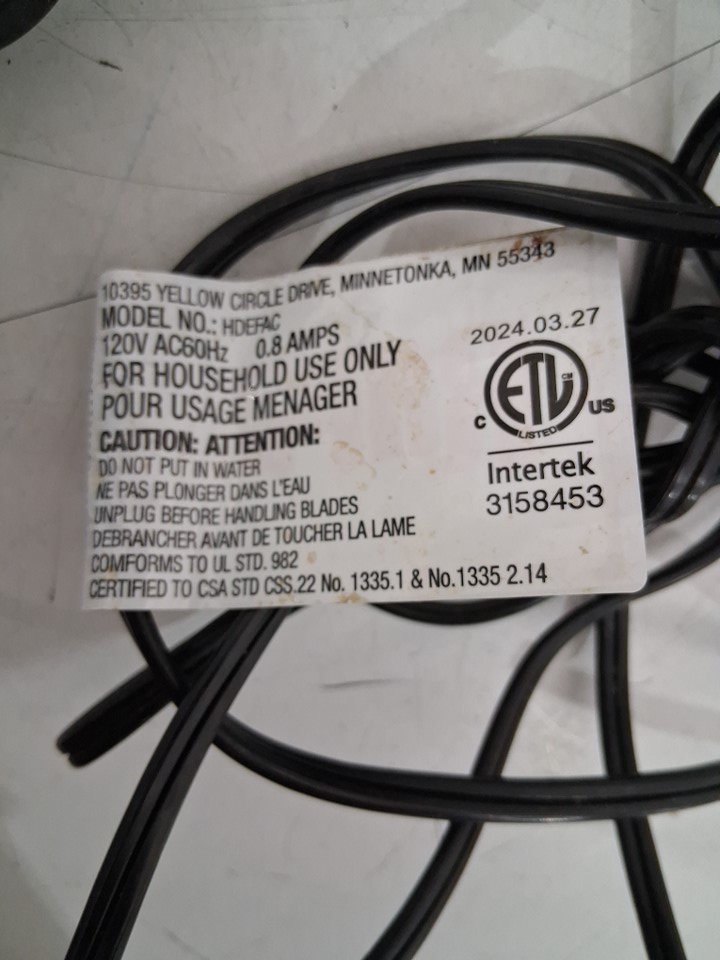 10395 YELLOW CIRCLE DRIVE, MINNETONKA, MN 55343
MODEL NO.: HDEFAC
120V AC60Hz 0.8 AMPS
FOR HOUSEHOLD USE ONLY
POUR USAGE MENAGER
CAUTION: ATTENTION:
DO NOT PUT IN WATER
NE PAS PLONGER DANS L'EAU
UNPLUG BEFORE HANDLING BLADES
DEBRANCHER AVANT DE TOUCHER LA LAME
COMFORMS TO UL STD. 982
CERTIFIED TO CSA STD CSS.22 No. 1335.1 & No.1335 2.14
2024.03.27
ETL CM
LISTED
C US
Intertek
3158453